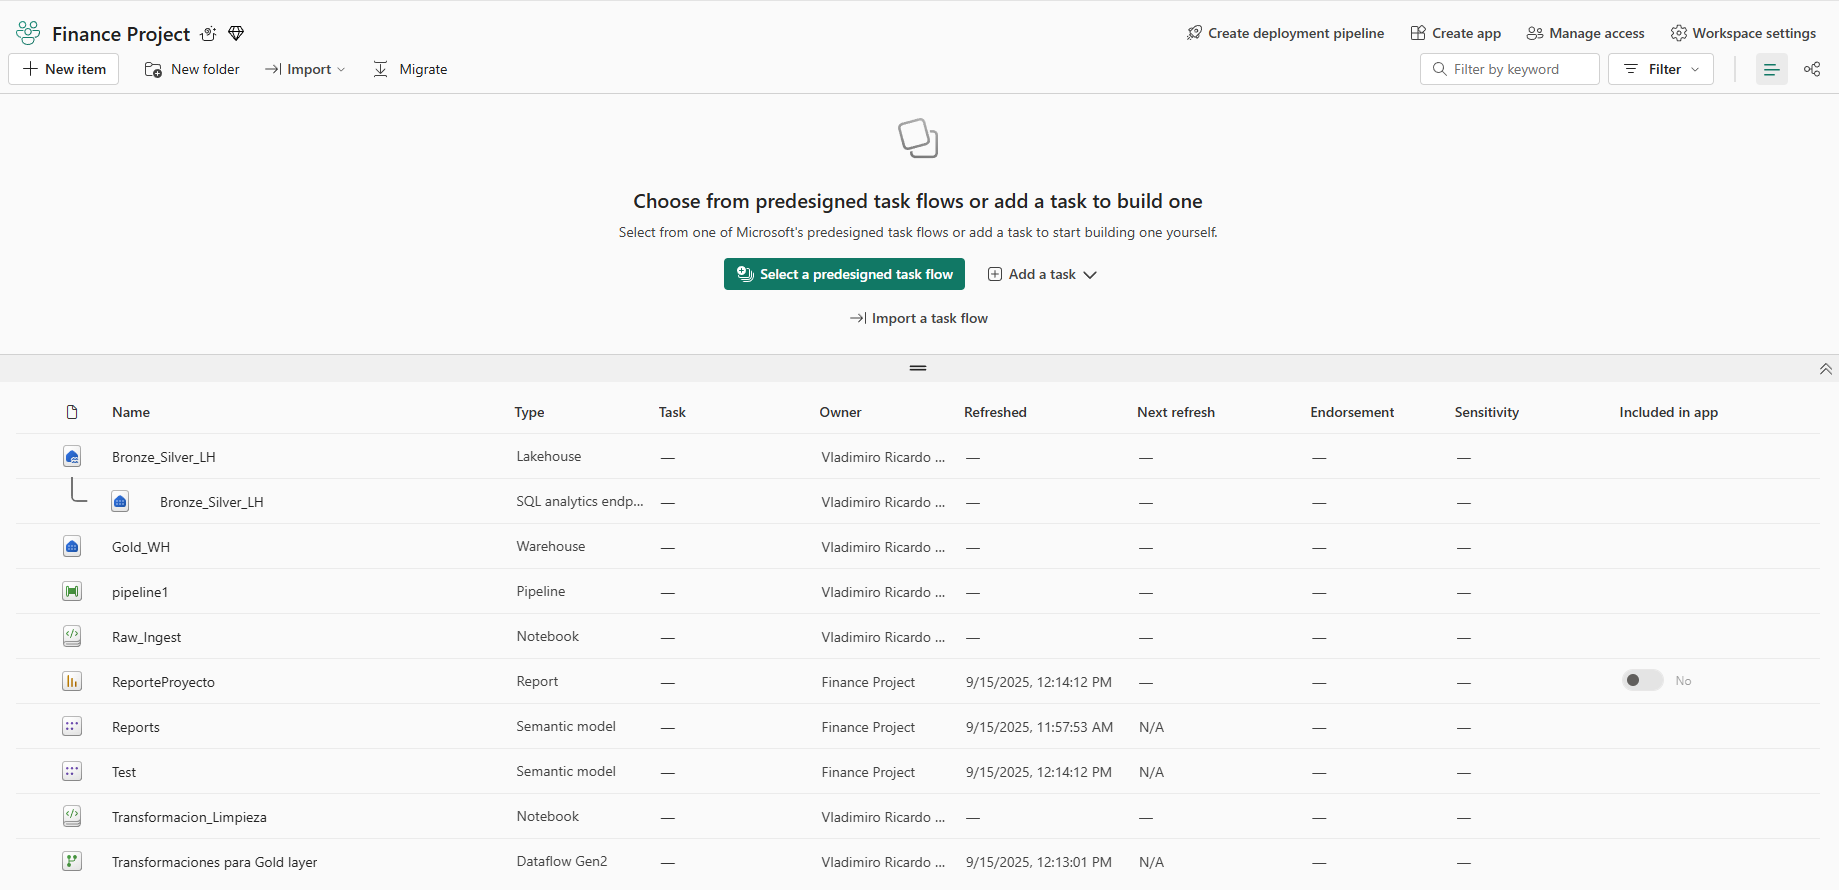 Finance Project
Create deployment pipeline Create app Manage access Workspace settings
New item New folder Import Migrate Filter by keyword Filter
Choose from predesigned task flows or add a task to build one
Select from one of Microsoft's predesigned task flows or add a task to start building one yourself.
Select a predesigned task flow Add a task
Import a task flow
Name Type Task Owner Refreshed Next refresh Endorsement Sensitivity Included in app
Bronze_Silver_LH Lakehouse — Vladimiro Ricardo ... — — — —
Bronze_Silver_LH SQL analytics endp... — Vladimiro Ricardo ... — — — —
Gold_WH Warehouse — Vladimiro Ricardo ... — — — —
pipeline1 Pipeline — Vladimiro Ricardo ... — — — —
Raw_Ingest Notebook — Vladimiro Ricardo ... — — — —
ReporteProyecto Report — Finance Project 9/15/2025, 12:14:12 PM — — — No
Reports Semantic model — Finance Project 9/15/2025, 11:57:53 AM N/A — —
Test Semantic model — Finance Project 9/15/2025, 12:14:12 PM N/A — —
Transformacion_Limpieza Notebook — Vladimiro Ricardo ... — — — —
Transformaciones para Gold layer Dataflow Gen2 — Vladimiro Ricardo ... 9/15/2025, 12:13:01 PM N/A — —